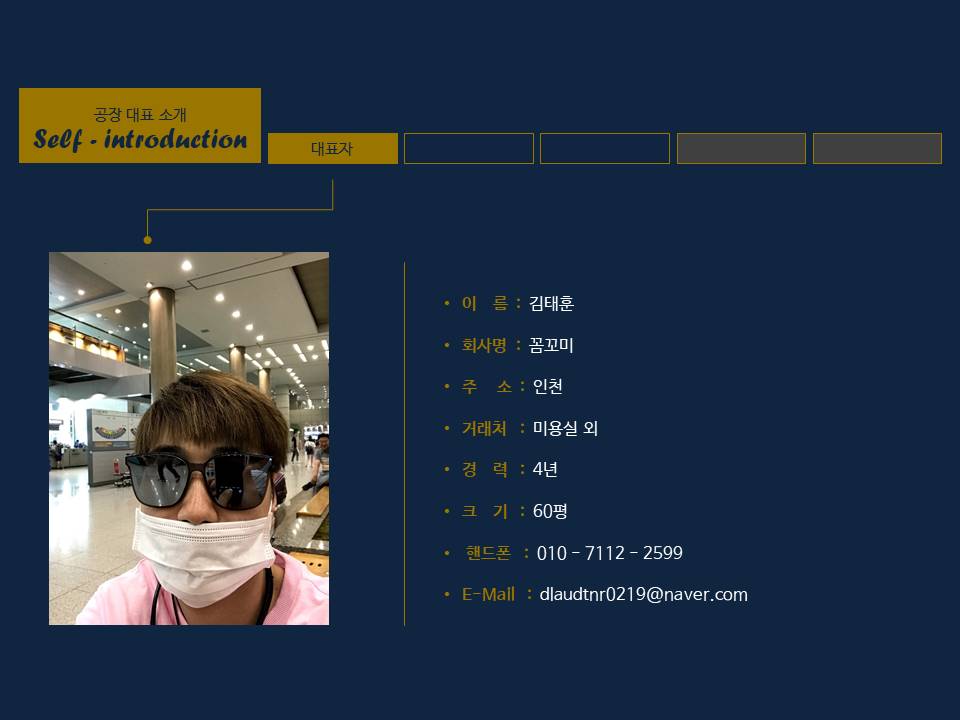 공장 대표 소개
Self - introduction
대표자
• 이 름 : 김태훈
• 회사명 : 꼼꼬미
• 주 소 : 인천
• 거래처 : 미용실 외
• 경 력 : 4년
• 크 기 : 60평
• 핸드폰 : 010 - 7112 - 2599
• E-Mail : dlaudtnr0219@naver.com